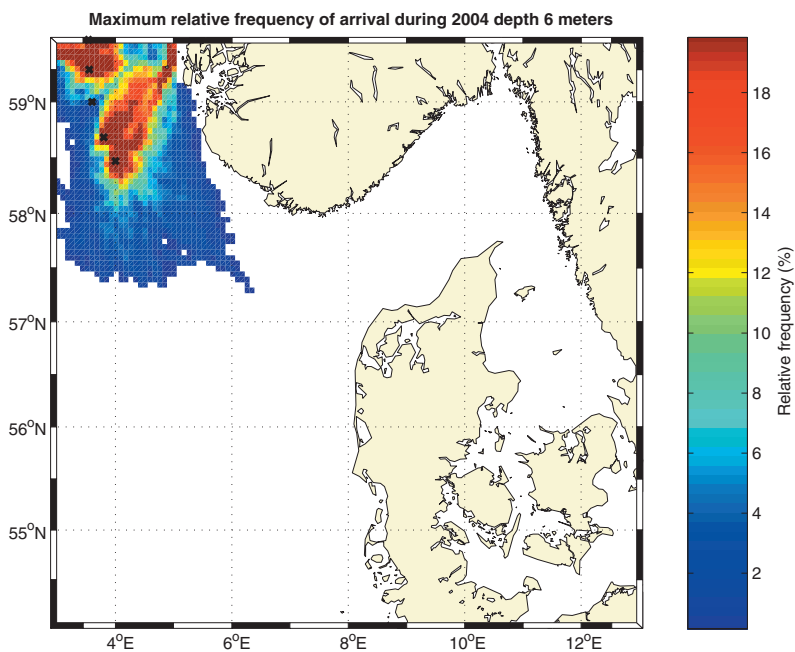 Maximum relative frequency of arrival during 2004 depth 6 meters
59°N
58°N
57°N
56°N
55°N
4°E 6°E 8°E 10°E 12°E
18
16
14
12
10
8
6
4
2
Relative frequency (%)